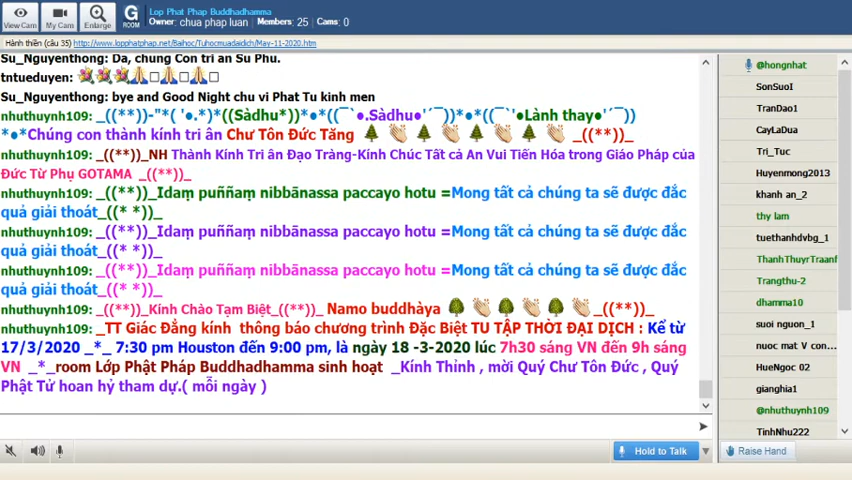 View Cam
My Cam
Enlarge
G
ROOM
Lop Phat Phap Buddhadhamma
Owner: chua phap luan Members: 25 Cams: 0
Hành thiền (câu 35) http://www.lopphatphap.net/Baihoc/Tuhocmuadaidich/May-11-2020.htm
Su_Nguyenthong: Da, chung Con tri an Su Phu.
tntueduyen:
Su_Nguyenthong: bye and Good Night chu vi Phat Tu kinh men
nhuthuynh109: _((**))-"*( '●.*)●*((Sàdhu*))*●*((¯`●.Sàdhu●'´¯))*●*((¯`'●Lành thay●'´¯))
*●*Chúng con thành kính tri ân Chư Tôn Đức Tăng _((**))_
nhuthuynh109: _((**))_NH Thành Kính Tri ân Đạo Tràng-Kính Chúc Tất cả An Vui Tiến Hóa trong Giáo Pháp của
Đức Từ Phụ GOTAMA _((**))_
nhuthuynh109: _((**))_Idaṃ puññaṃ nibbānassa paccayo hotu =Mong tất cả chúng ta sẽ được đắc
quả giải thoát_((* *))_
nhuthuynh109: _((**))_Idaṃ puññaṃ nibbānassa paccayo hotu =Mong tất cả chúng ta sẽ được đắc
quả giải thoát_((* *))_
nhuthuynh109: _((**))_Idaṃ puññaṃ nibbānassa paccayo hotu =Mong tất cả chúng ta sẽ được đắc
quả giải thoát_((* *))_
nhuthuynh109: _((**))_Kính Chào Tạm Biệt_((**))_ Namo buddhàya _((**))_
nhuthuynh109: _TT Giác Đẳng kính thông báo chương trình Đặc Biệt TU TẬP THỜI ĐẠI DỊCH : Kể từ
17/3/2020 _*_ 7:30 pm Houston đến 9:00 pm, là ngày 18 -3-2020 lúc 7h30 sáng VN đến 9h sáng
VN _*_room Lớp Phật Pháp Buddhadhamma sinh hoạt _Kính Thỉnh , mời Quý Chư Tôn Đức , Quý
Phật Tử hoan hỷ tham dự.( mỗi ngày )
Hold to Talk
@hongnhat
SonSuoI
TranDao1
CayLaDua
Tri_Tuc
Huyenmong2013
khanh an_2
thy lam
tuethanhdvbg_1
ThanhThuyrTraanf
Trangthu-2
dhamma10
suoi nguon_1
nuoc mat V con...
HueNgoc 02
gianghia1
@nhuthuynh109
TinhNhu222
Raise Hand